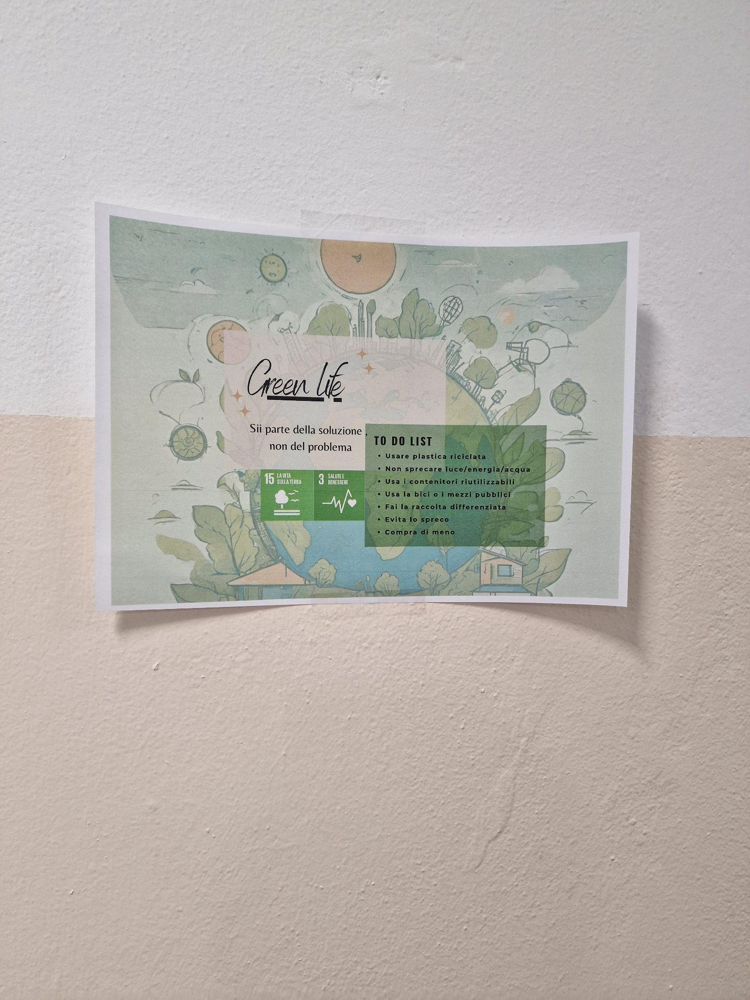 Green life
Sii parte della soluzione ,
non del problema
15 LA VITA
SULLA TERRA
3 SALUTE E
BENESSERE
TO DO LIST
• Usare plastica riciclata
• Non sprecare luce/energia/acqua
• Usa i contenitori riutilizzabili
• Usa la bici o i mezzi pubblici
• Fai la raccolta differenziata
• Evita lo spreco
• Compra di meno